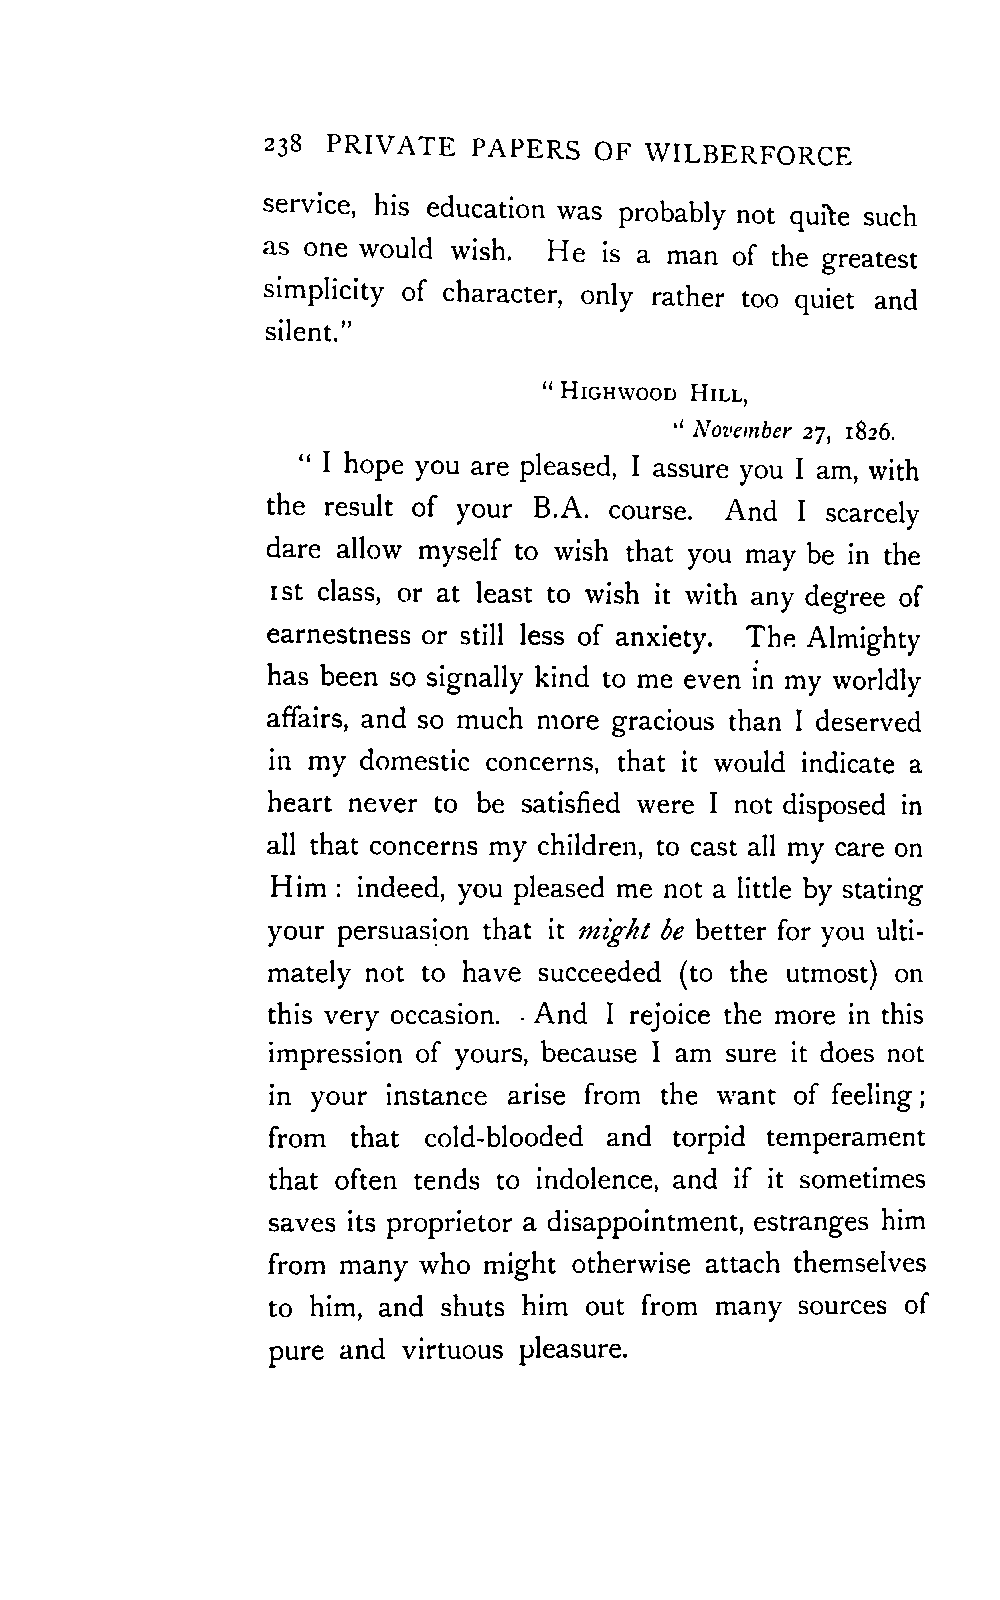 238 PRIVATE PAPERS OF WILBERFORCE
service, his education was probably not quite such
as one would wish. He is a man of the greatest
simplicity of character, only rather too quiet and
silent."
" HIGHWOOD HILL,
" November 27, 1826.
" I hope you are pleased, I assure you I am, with
the result of your B.A. course. And I scarcely
dare allow myself to wish that you may be in the
1st class, or at least to wish it with any degree of
earnestness or still less of anxiety. The Almighty
has been so signally kind to me even in my worldly
affairs, and so much more gracious than I deserved
in my domestic concerns, that it would indicate a
heart never to be satisfied were I not disposed in
all that concerns my children, to cast all my care on
Him : indeed, you pleased me not a little by stating
your persuasion that it might be better for you ulti-
mately not to have succeeded (to the utmost) on
this very occasion. And I rejoice the more in this
impression of yours, because I am sure it does not
in your instance arise from the want of feeling ;
from that cold-blooded and torpid temperament
that often tends to indolence, and if it sometimes
saves its proprietor a disappointment, estranges him
from many who might otherwise attach themselves
to him, and shuts him out from many sources of
pure and virtuous pleasure.